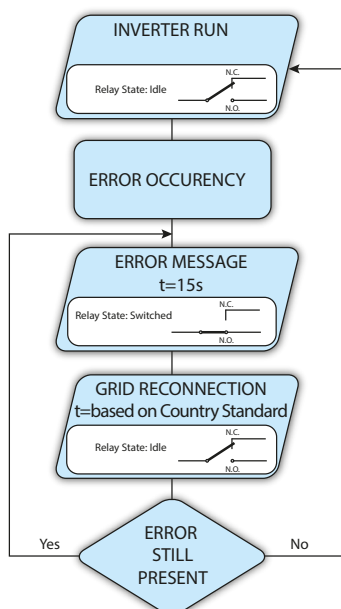 INVERTER RUN
N.C.
Relay State: Idle
N.O.
ERROR OCCURENCY
ERROR MESSAGE
t=15s
N.C.
Relay State: Switched
N.O.
GRID RECONNECTION
t=based on Country Standard
N.C.
Relay State: Idle
N.O.
Yes
ERROR
STILL
PRESENT
No